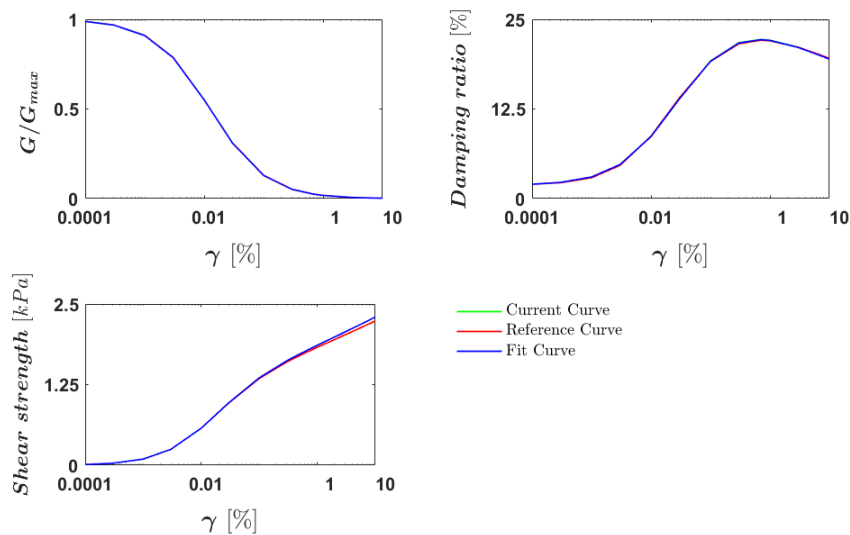 G/G_max
1
0.5
0
0.0001 0.01 1 10
γ [%]
Damping ratio [%]
25
12.5
0
0.0001 0.01 1 10
γ [%]
Shear strength [kPa]
2.5
1.25
0
0.0001 0.01 1 10
γ [%]
Current Curve
Reference Curve
Fit Curve